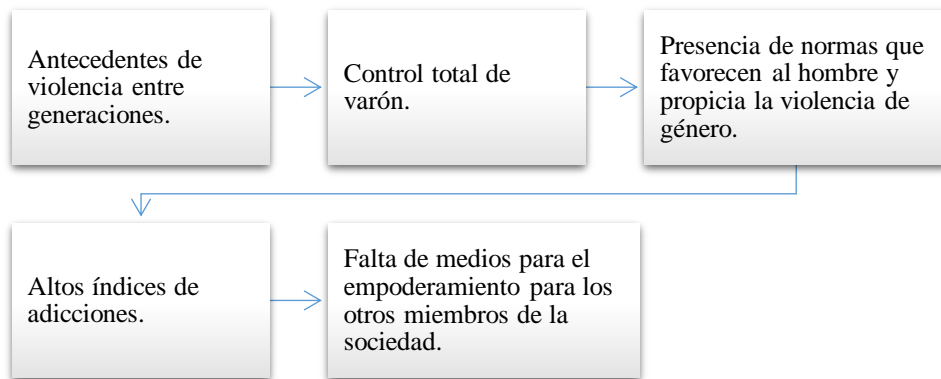 Antecedentes de
violencia entre
generaciones.
Control total de
varón.
Presencia de normas que
favorecen al hombre y
propicia la violencia de
género.
Altos índices de
adicciones.
Falta de medios para el
empoderamiento para los
otros miembros de la
sociedad.